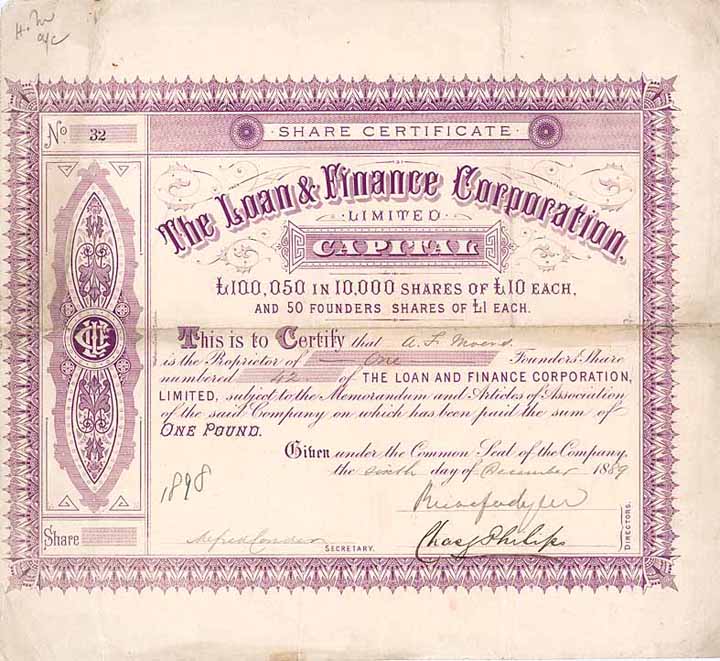 H.
a/c
No 32
SHARE CERTIFICATE
The Loan & Finance Corporation,
LIMITED
CAPITAL
£100,050 IN 10,000 SHARES OF £10 EACH,
AND 50 FOUNDERS SHARES OF £1 EACH.
This is to Certify that A. F.
is the Proprietor of One Founders Share
numbered 42 of THE LOAN AND FINANCE CORPORATION,
LIMITED, subject to the Memorandum and Articles of Association
of the said Company on which has been paid the sum of
ONE POUND.
Given under the Common Seal of the Company,
the sixth day of December 1889
1898
Share
Alfred
SECRETARY.
Chas J Philips
DIRECTORS.